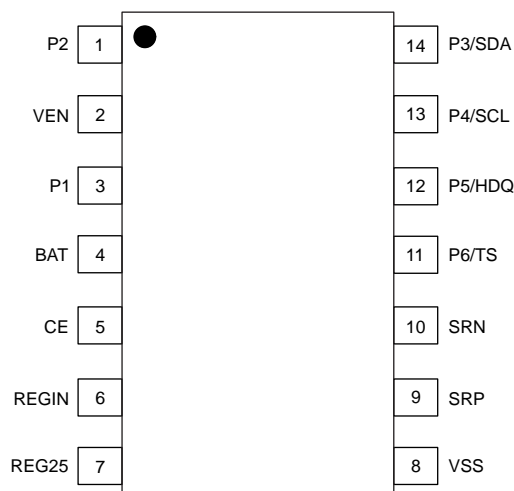 P2 1 14 P3/SDA
VEN 2 13 P4/SCL
P1 3 12 P5/HDQ
BAT 4 11 P6/TS
CE 5 10 SRN
REGIN 6 9 SRP
REG25 7 8 VSS